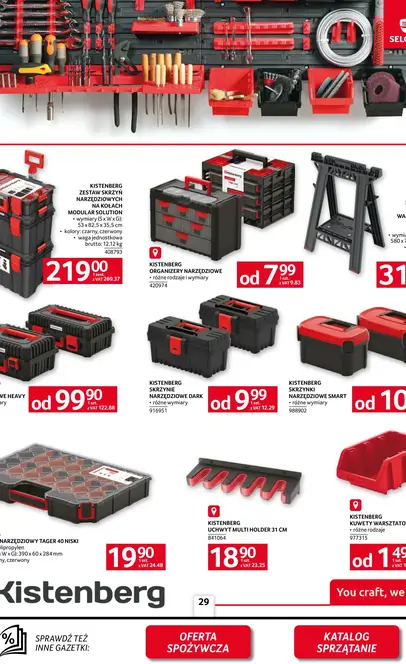 SELG
KISTENBERG
ZESTAW SKRZYŃ
NARZĘDZIOWYCH
NA KOŁACH
MODULAR SOLUTION
• wymiary (S x W x G):
53 x 82,5 x 35,5 cm
• kolory: czarny, czerwony
• waga jednostkowa
brutto: 12,12 kg
408793
219 00
1 szt.
z VAT 269.37
Kistenberg
KISTENBERG
ORGANIZERY NARZĘDZIOWE
• różne rodzaje i wymiary
420974
od 7 99
1 szt.
z VAT 9.83
WA
• wymi
580 x
31
WE HEAVY
ary
od 99 90
1 szt.
z VAT 122.88
KISTENBERG
SKRZYNIE
NARZĘDZIOWE DARK
• różne wymiary
916951
od 9 99
1 szt.
z VAT 12.29
KISTENBERG
SKRZYNKI
NARZĘDZIOWE SMART
• różne wymiary
988902
od 10
NARZĘDZIOWY TAGER 40 NISKI
lipropylen
W x G): 390 x 60 x 284 mm
ny, czerwony
19 90
1 szt.
z VAT 24.48
KISTENBERG
UCHWYT MULTI HOLDER 31 CM
841064
18 90
1 szt.
z VAT 23.25
KISTENBERG
KUWETY WARSZTATO
• różne rodzaje
977315
od 1 49
Kistenberg
29
You craft, we
%
SPRAWDŹ TEŻ
INNE GAZETKI:
OFERTA
SPOŻYWCZA
KATALOG
SPRZĄTANIE